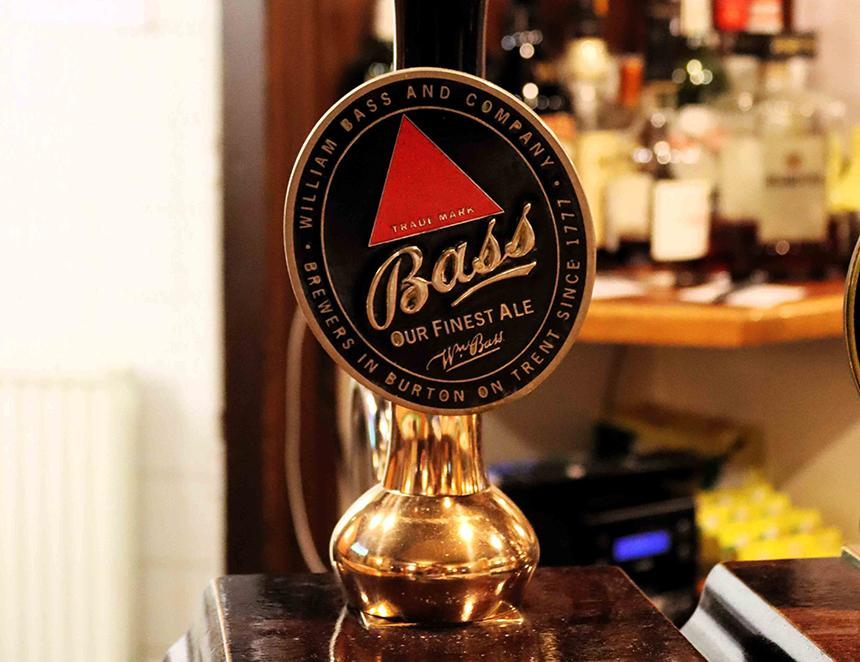 • WILLIAM BASS AND COMPANY •
BREWERS IN BURTON ON TRENT SINCE 1777
TRADE MARK
Bass
OUR FINEST ALE
Wm Bass